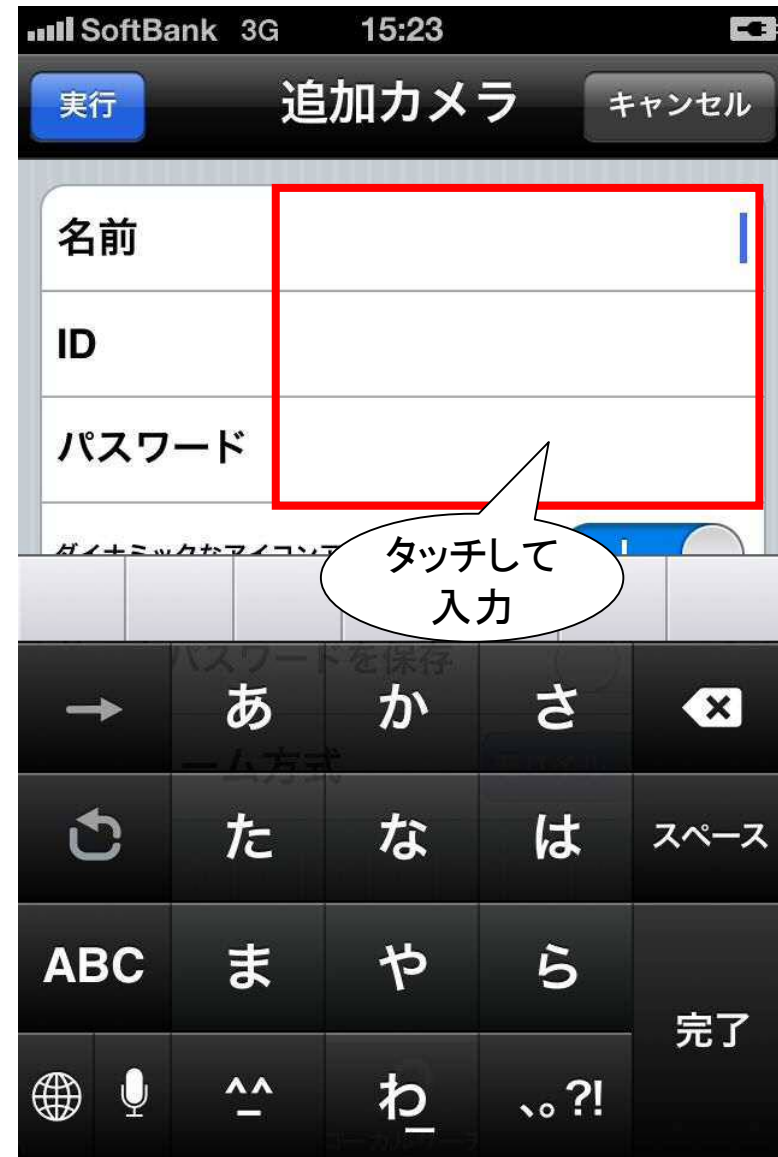 SoftBank 3G 15:23
実行 追加カメラ キャンセル
名前
ID
パスワード
タッチして
入力
パスワードを保存
→ あ か さ
た な は スペース
ABC ま や ら
完了
^_^ わ_ 、。?!